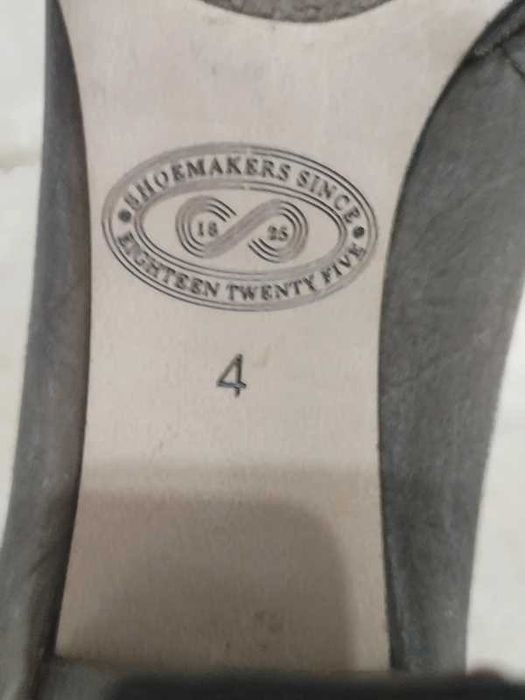 SHOEMAKERS SINCE
18 25
EIGHTEEN TWENTY FIVE
4